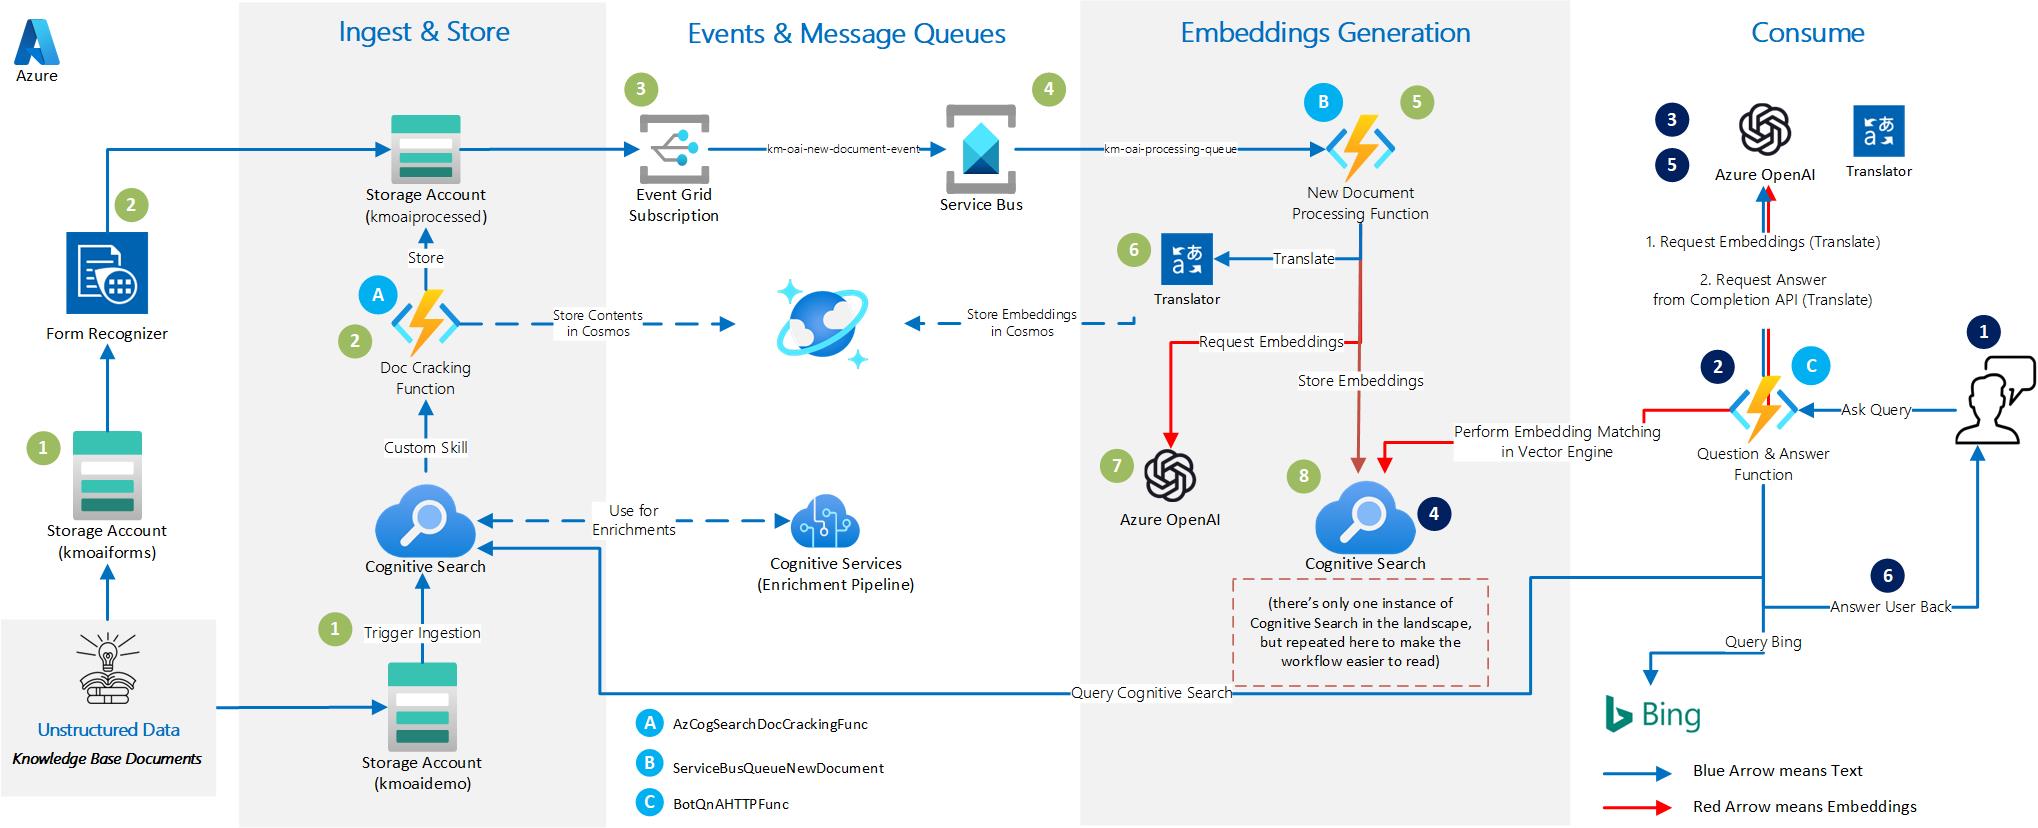 Azure
Ingest & Store
Events & Message Queues
Embeddings Generation
Consume
3
4
B
5
3
5
Azure OpenAI
Translator
Storage Account
(kmoaiprocessed)
Event Grid
Subscription
km-oai-new-document-event
Service Bus
km-oai-processing-queue
New Document
Processing Function
2
Form Recognizer
Store
A
2
Doc Cracking
Function
Store Contents
in Cosmos
Store Embeddings
in Cosmos
6
Translator
Translate
Request Embeddings
Store Embeddings
1. Request Embeddings (Translate)
2. Request Answer
from Completion API (Translate)
1
2
C
Ask Query
Question & Answer
Function
Perform Embedding Matching
in Vector Engine
1
Storage Account
(kmoaiforms)
Custom Skill
Cognitive Search
Use for
Enrichments
Cognitive Services
(Enrichment Pipeline)
7
Azure OpenAI
8
4
Cognitive Search
(there's only one instance of
Cognitive Search in the landscape,
but repeated here to make the
workflow easier to read)
6
Answer User Back
Query Bing
Bing
1
Trigger Ingestion
Unstructured Data
Knowledge Base Documents
Storage Account
(kmoaidemo)
Query Cognitive Search
A AzCogSearchDocCrackingFunc
B ServiceBusQueueNewDocument
C BotQnAHTTPFunc
Blue Arrow means Text
Red Arrow means Embeddings